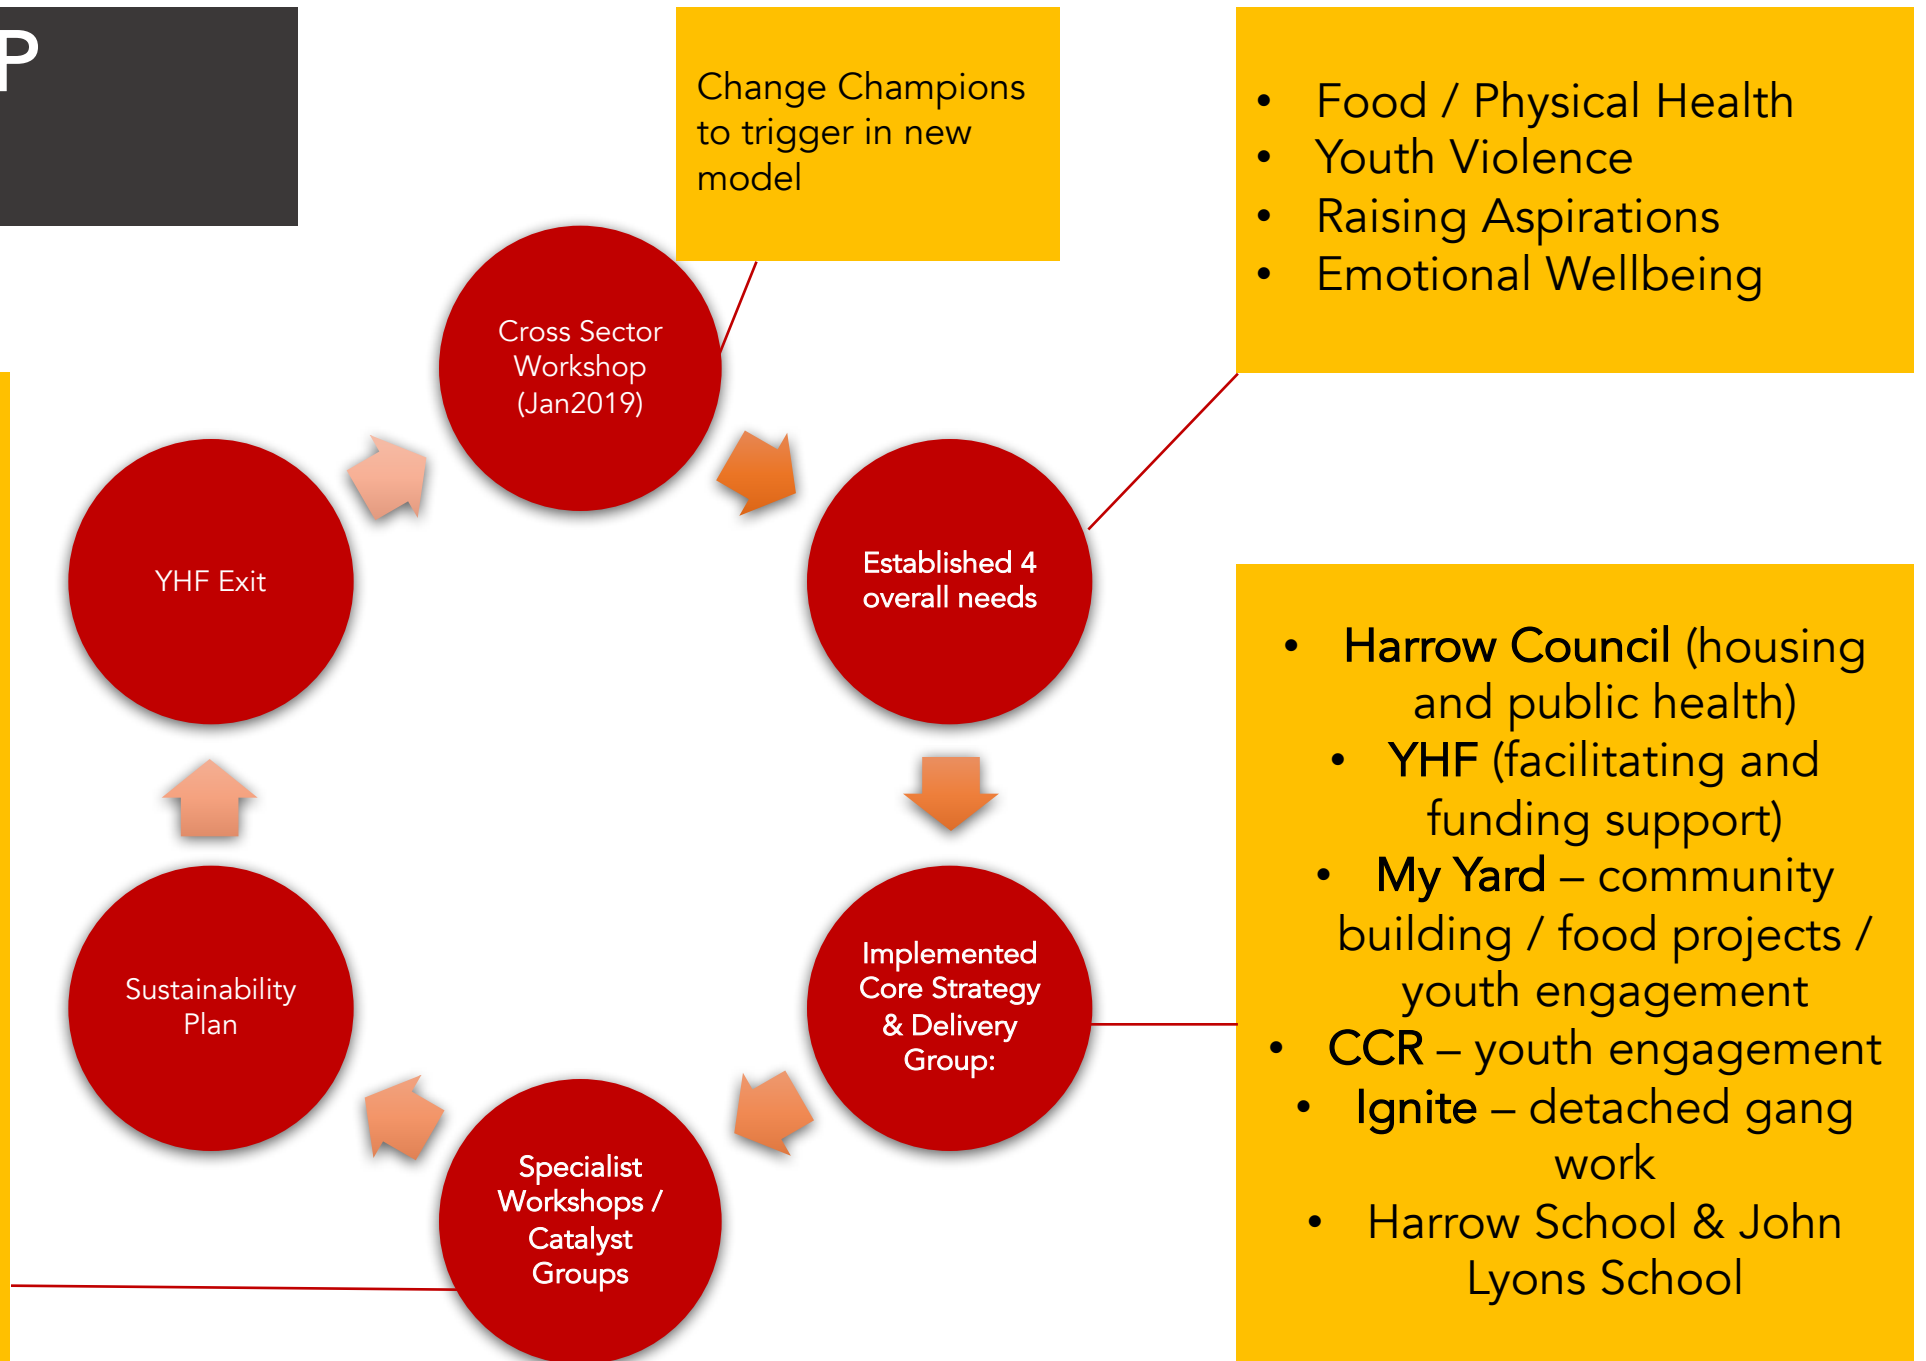 P
Change Champions
to trigger in new
model
• Food / Physical Health
• Youth Violence
• Raising Aspirations
• Emotional Wellbeing
Cross Sector
Workshop
(Jan2019)
Established 4
overall needs
Implemented
Core Strategy
& Delivery
Group:
Specialist
Workshops /
Catalyst
Groups
Sustainability
Plan
YHF Exit
• Harrow Council (housing
and public health)
• YHF (facilitating and
funding support)
• My Yard – community
building / food projects /
youth engagement
• CCR – youth engagement
• Ignite – detached gang
work
• Harrow School & John
Lyons School